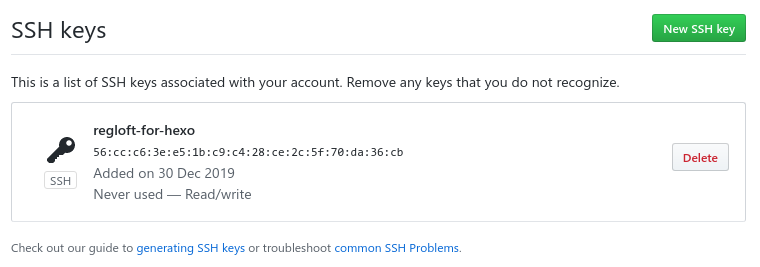 SSH keys
New SSH key
This is a list of SSH keys associated with your account. Remove any keys that you do not recognize.
regloft-for-hexo
56:cc:c6:3e:e5:1b:c9:c4:28:ce:2c:5f:70:da:36:cb
Added on 30 Dec 2019
Never used — Read/write
SSH
Delete
Check out our guide to generating SSH keys or troubleshoot common SSH Problems.